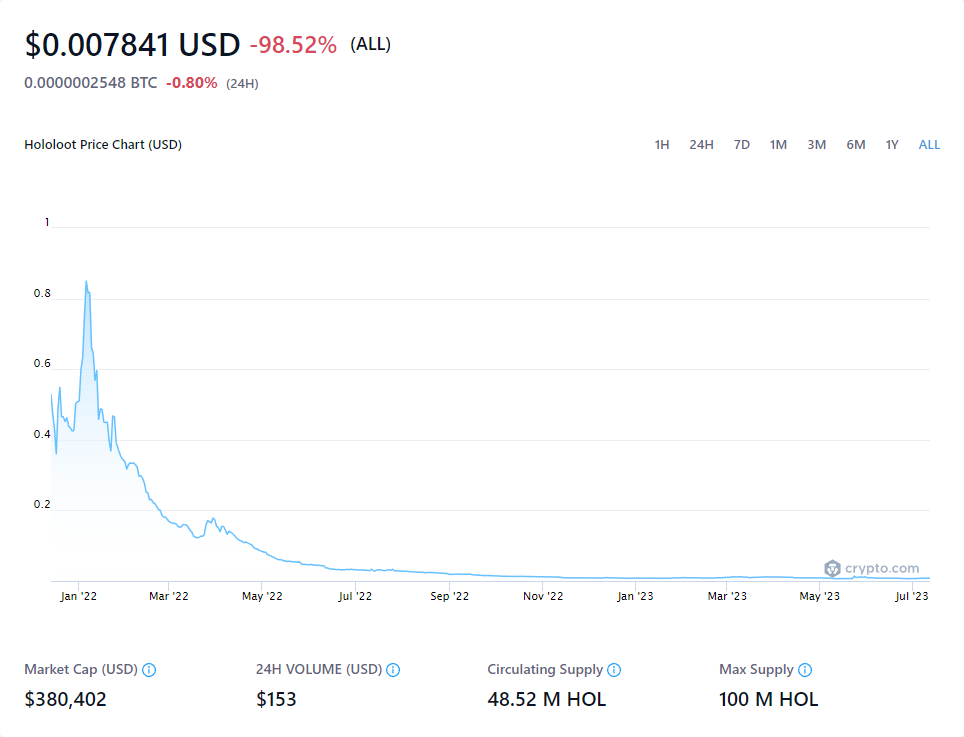 $0.007841 USD -98.52% (ALL)
0.0000002548 BTC -0.80% (24H)
Hololoot Price Chart (USD) 1H 24H 7D 1M 3M 6M 1Y ALL
1
0.8
0.6
0.4
0.2
crypto.com
Jan '22 Mar '22 May '22 Jul '22 Sep '22 Nov '22 Jan '23 Mar '23 May '23 Jul '23
Market Cap (USD) 24H VOLUME (USD) Circulating Supply Max Supply
$380,402 $153 48.52 M HOL 100 M HOL